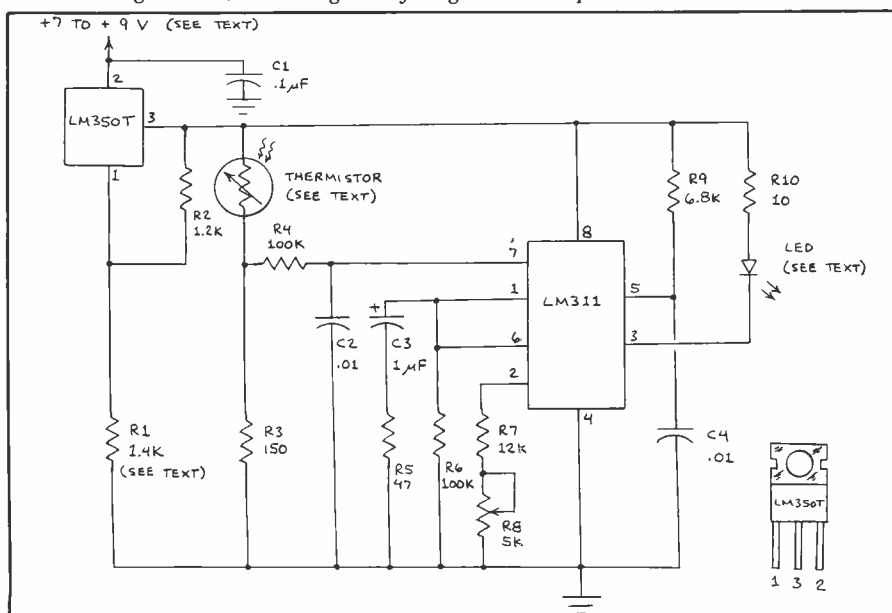 +7 TO +9 V (SEE TEXT)
C1
.1µF
2
LM350T
3
1
R2
1.2K
THERMISTOR
(SEE TEXT)
R4
100K
R9
6.8K
R10
10
LED
(SEE TEXT)
7
8
1
LM311
5
6
3
2
4
C2
.01
+
C3
1µF
R1
1.4K
(SEE TEXT)
R3
150
R5
47
R6
100K
R7
12K
R8
5K
C4
.01
LM350T
1 3 2